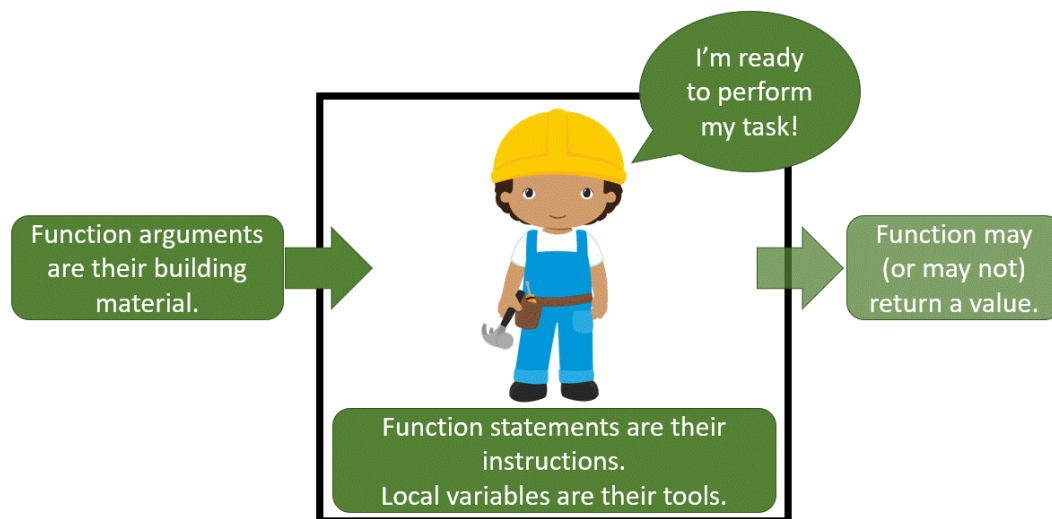 I'm ready
to perform
my task!
Function arguments
are their building
material.
Function may
(or may not)
return a value.
Function statements are their
instructions.
Local variables are their tools.